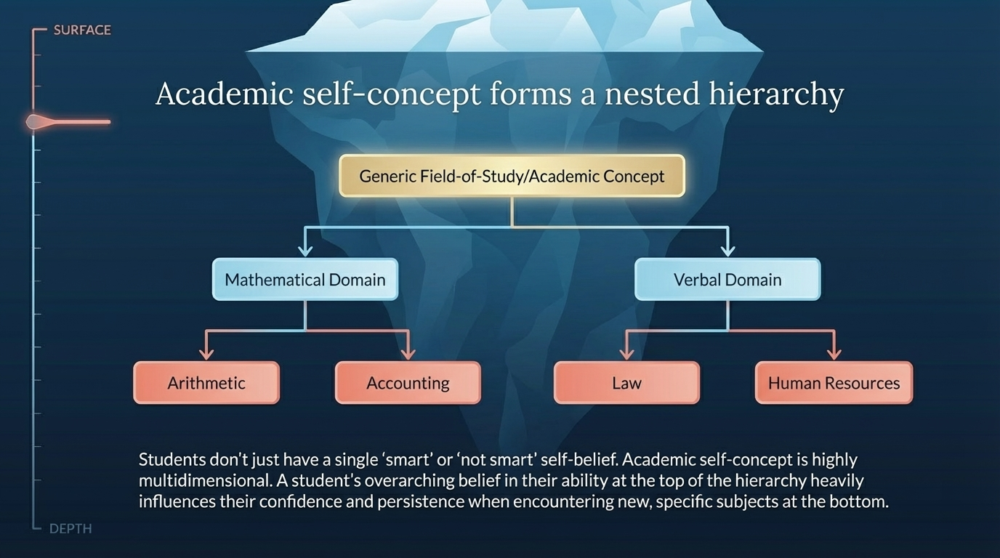 SURFACE
Academic self-concept forms a nested hierarchy
Generic Field-of-Study/Academic Concept
Mathematical Domain
Verbal Domain
Arithmetic
Accounting
Law
Human Resources
Students don't just have a single ‘smart’ or ‘not smart’ self-belief. Academic self-concept is highly
multidimensional. A student's overarching belief in their ability at the top of the hierarchy heavily
influences their confidence and persistence when encountering new, specific subjects at the bottom.
DEPTH